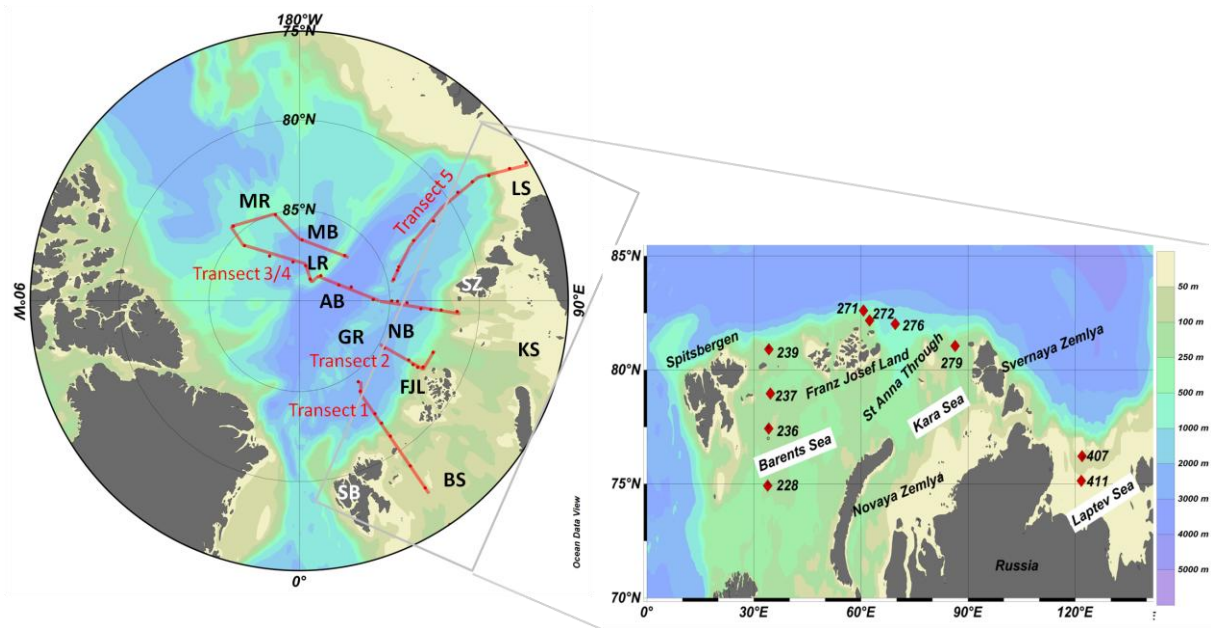 180°W
75°N
80°N
85°N
MR
MB
LR
Transect 3/4
AB
Transect 5
LS
SZ
90°W
90°E
GR
NB
KS
Transect 2
FJL
Transect 1
BS
SB
0°
Ocean Data View
85°N
80°N
75°N
70°N
0°
30°E
60°E
90°E
120°E
Spitsbergen
239
237
236
228
271
272
276
279
407
411
Franz Josef Land
St Anna Through
Svernaya Zemlya
Kara Sea
Barents Sea
Novaya Zemlya
Laptev Sea
Russia
50 m
100 m
250 m
500 m
1000 m
2000 m
3000 m
4000 m
5000 m